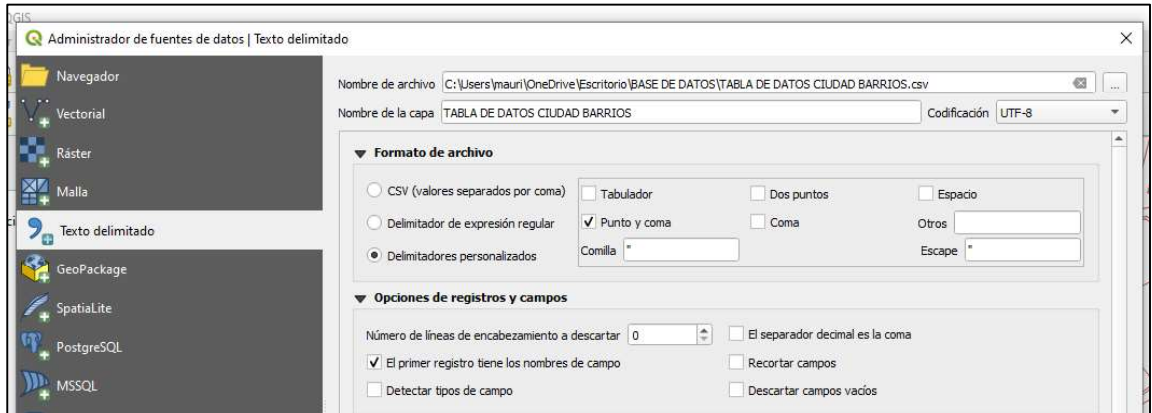 QGIS
Administrador de fuentes de datos | Texto delimitado
Navegador
Vectorial
Ráster
Malla
Texto delimitado
GeoPackage
SpatiaLite
PostgreSQL
MSSQL
Nombre de archivo C:\Users\mauri\OneDrive\Escritorio\BASE DE DATOS\TABLA DE DATOS CIUDAD BARRIOS.csv ...
Nombre de la capa TABLA DE DATOS CIUDAD BARRIOS Codificación UTF-8
Formato de archivo
CSV (valores separados por coma) Tabulador Dos puntos Espacio
Delimitador de expresión regular Punto y coma Coma Otros
Delimitadores personalizados Comilla " Escape "
Opciones de registros y campos
Número de líneas de encabezamiento a descartar 0 El separador decimal es la coma
El primer registro tiene los nombres de campo Recortar campos
Detectar tipos de campo Descartar campos vacíos